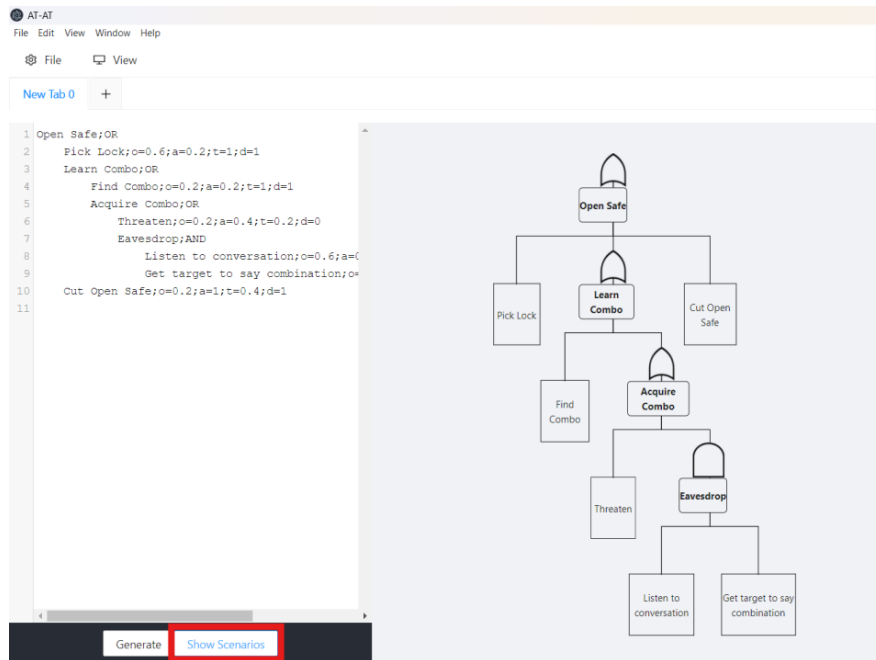 AT-AT
File Edit View Window Help
File View
New Tab 0 +
1 Open Safe;OR
2 Pick Lock;o=0.6;a=0.2;t=1;d=1
3 Learn Combo;OR
4 Find Combo;o=0.2;a=0.2;t=1;d=1
5 Acquire Combo;OR
6 Threaten;o=0.2;a=0.4;t=0.2;d=0
7 Eavesdrop;AND
8 Listen to conversation;o=0.6;a=0
9 Get target to say combination;o=
10 Cut Open Safe;o=0.2;a=1;t=0.4;d=1
11
Generate Show Scenarios
Open Safe
Pick Lock
Learn
Combo
Cut Open
Safe
Find
Combo
Acquire
Combo
Threaten
Eavesdrop
Listen to
conversation
Get target to say
combination